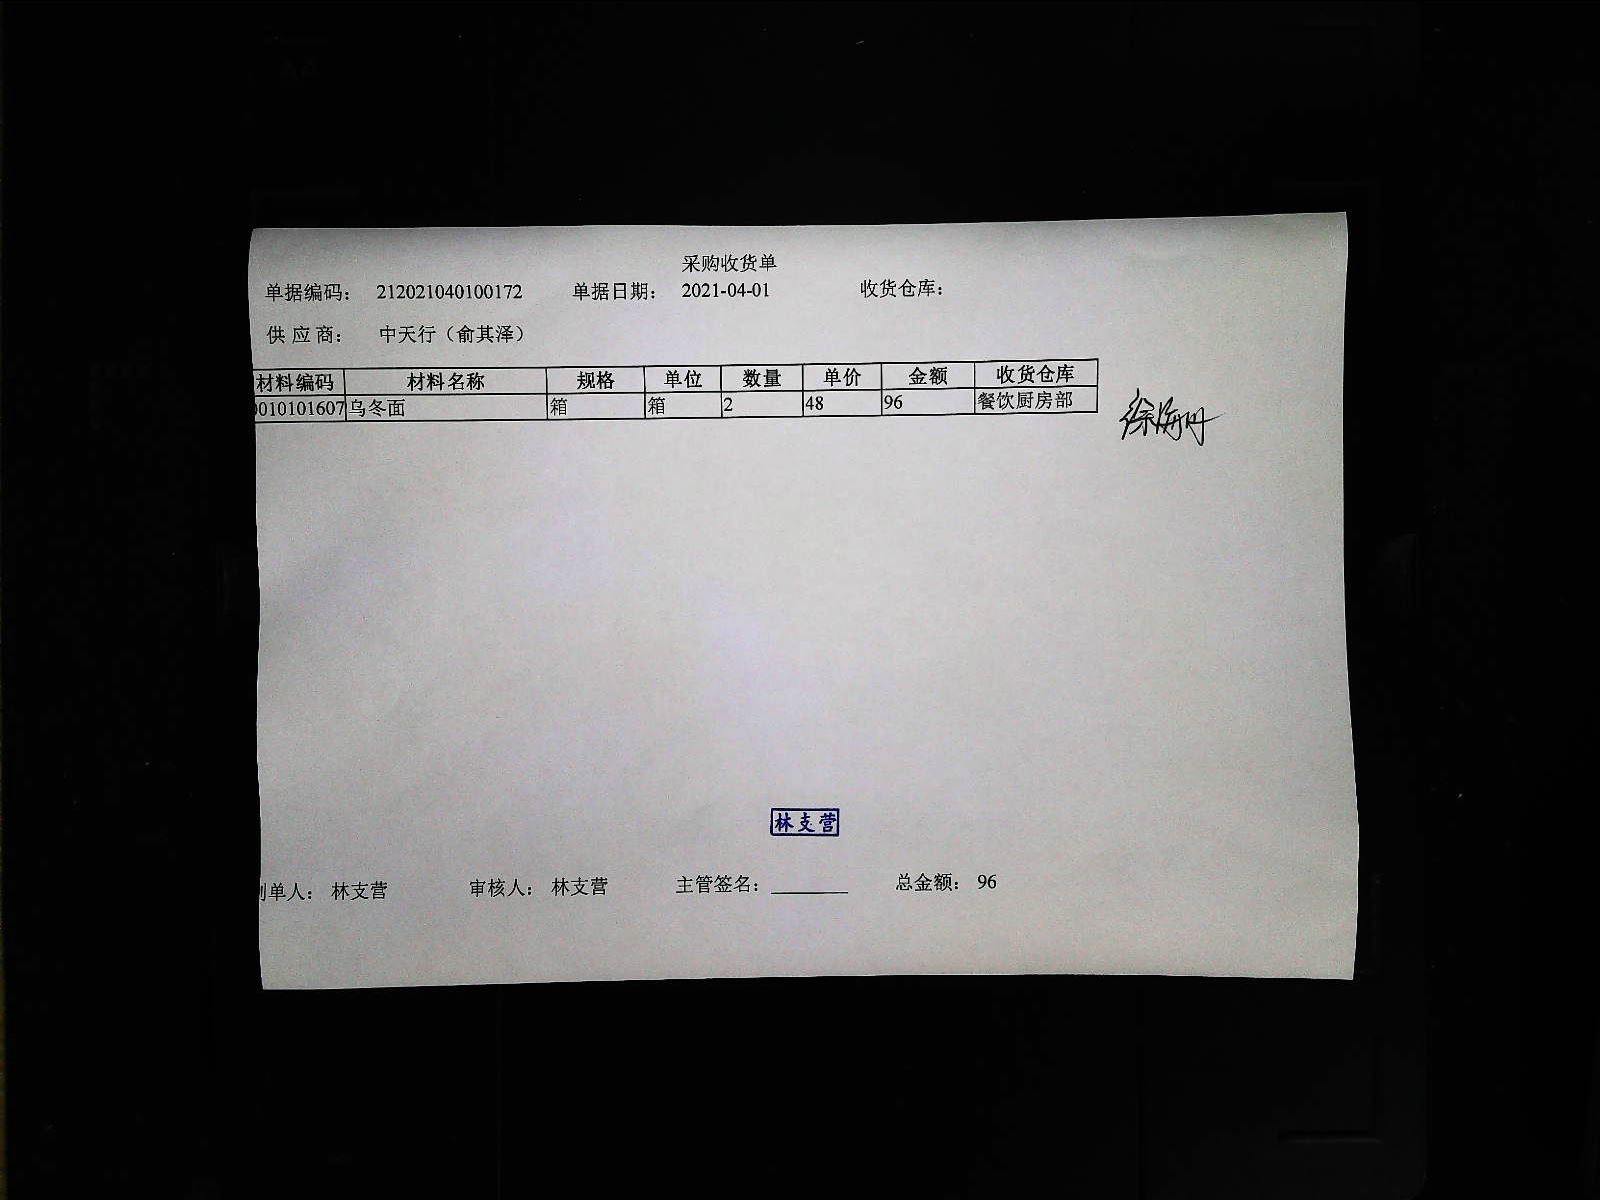 采购收货单
单据编码： 212021040100172 单据日期： 2021-04-01 收货仓库：
供 应 商： 中天行（俞其泽）
材料编码 材料名称 规格 单位 数量 单价 金额 收货仓库
0010101607 乌冬面 箱 箱 2 48 96 餐饮厨房部
徐海丹
林支营
制单人： 林支营 审核人： 林支营 主管签名： 总金额： 96